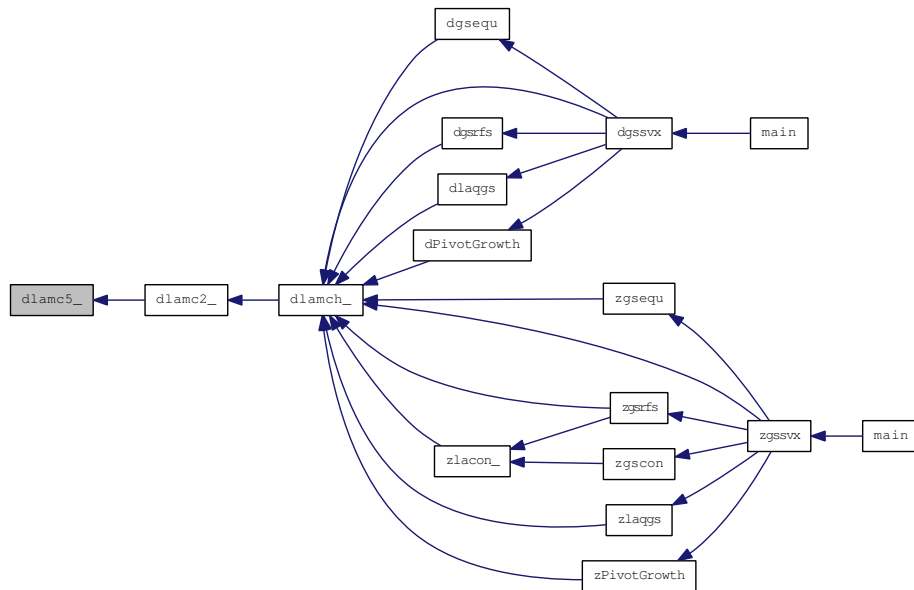 dgsequ
dgsrfs
dgssvx
main
dlaqgs
dPivotGrowth
dlamc5_
dlamc2_
dlamch_
zgsequ
zgsrfs
zgssvx
main
zlacon_
zgscon
zlaqgs
zPivotGrowth